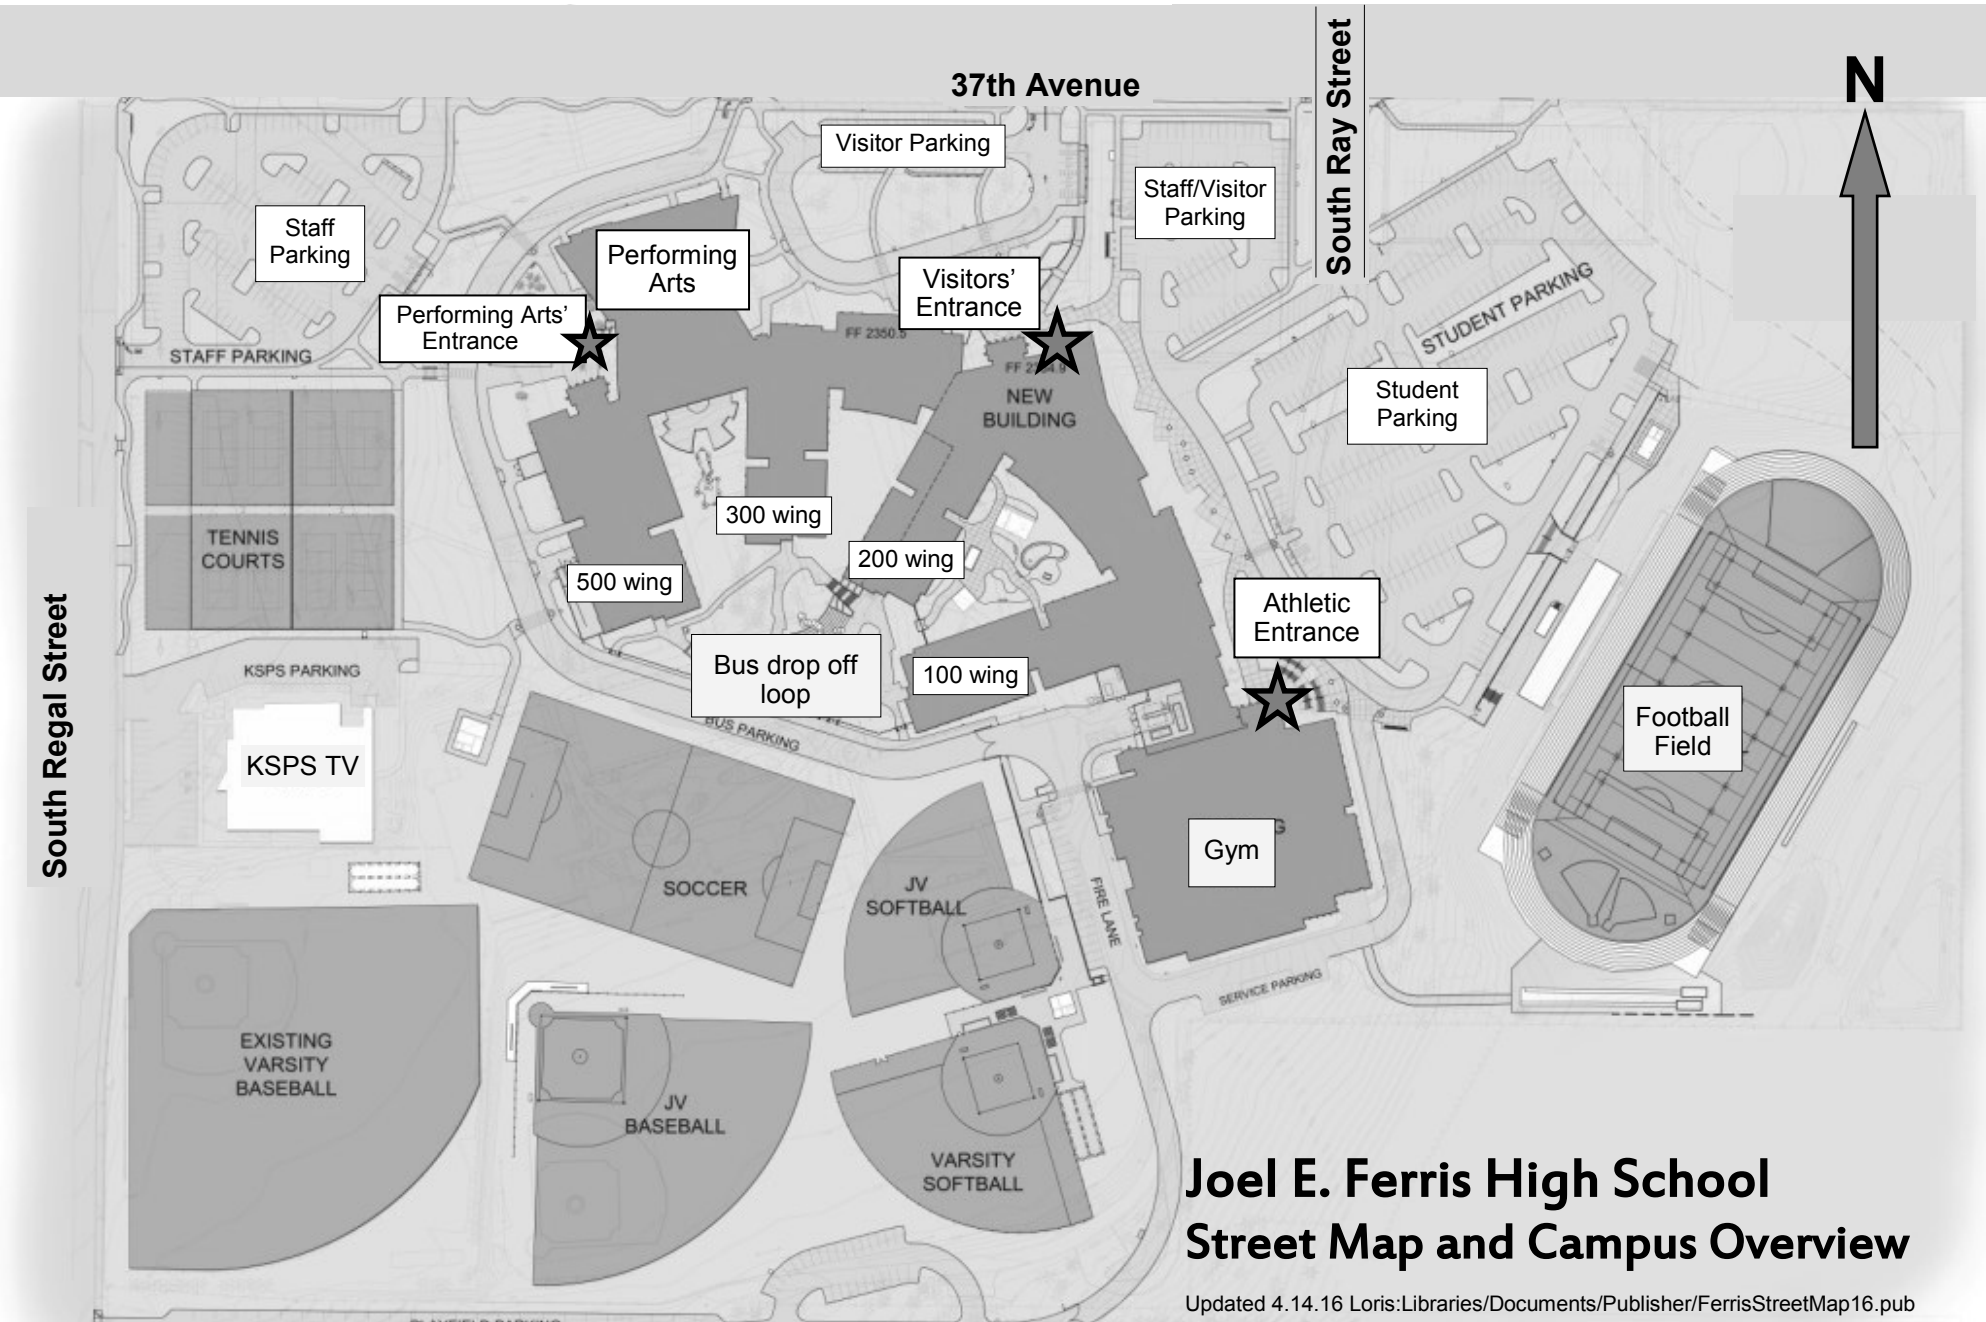 37th Avenue
South Ray Street
N
Visitor Parking
Staff/Visitor
Parking
Staff
Parking
Performing
Arts
Visitors’
Entrance
Performing Arts’
Entrance
STAFF PARKING
FF 2350.5
NEW
BUILDING
STUDENT PARKING
Student
Parking
TENNIS
COURTS
300 wing
200 wing
500 wing
Athletic
Entrance
South Regal Street
KSPS PARKING
Bus drop off
loop
100 wing
BUS PARKING
KSPS TV
Football
Field
Gym
SOCCER
JV
SOFTBALL
FIRE LANE
SERVICE PARKING
EXISTING
VARSITY
BASEBALL
JV
BASEBALL
VARSITY
SOFTBALL
Joel E. Ferris High School
Street Map and Campus Overview
Updated 4.14.16 Loris:Libraries/Documents/Publisher/FerrisStreetMap16.pub